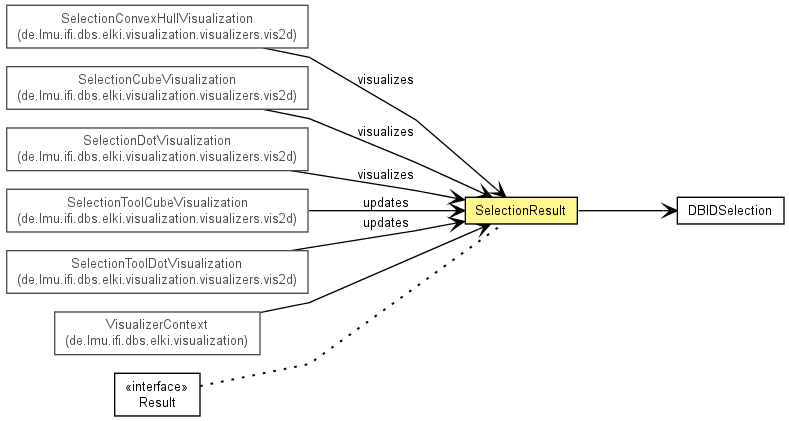 SelectionConvexHullVisualization
(de.lmu.ifi.dbs.elki.visualization.visualizers.vis2d)
visualizes
SelectionCubeVisualization
(de.lmu.ifi.dbs.elki.visualization.visualizers.vis2d)
visualizes
SelectionDotVisualization
(de.lmu.ifi.dbs.elki.visualization.visualizers.vis2d)
visualizes
SelectionToolCubeVisualization
(de.lmu.ifi.dbs.elki.visualization.visualizers.vis2d)
updates
SelectionResult
DBIDSelection
updates
SelectionToolDotVisualization
(de.lmu.ifi.dbs.elki.visualization.visualizers.vis2d)
VisualizerContext
(de.lmu.ifi.dbs.elki.visualization)
«interface»
Result